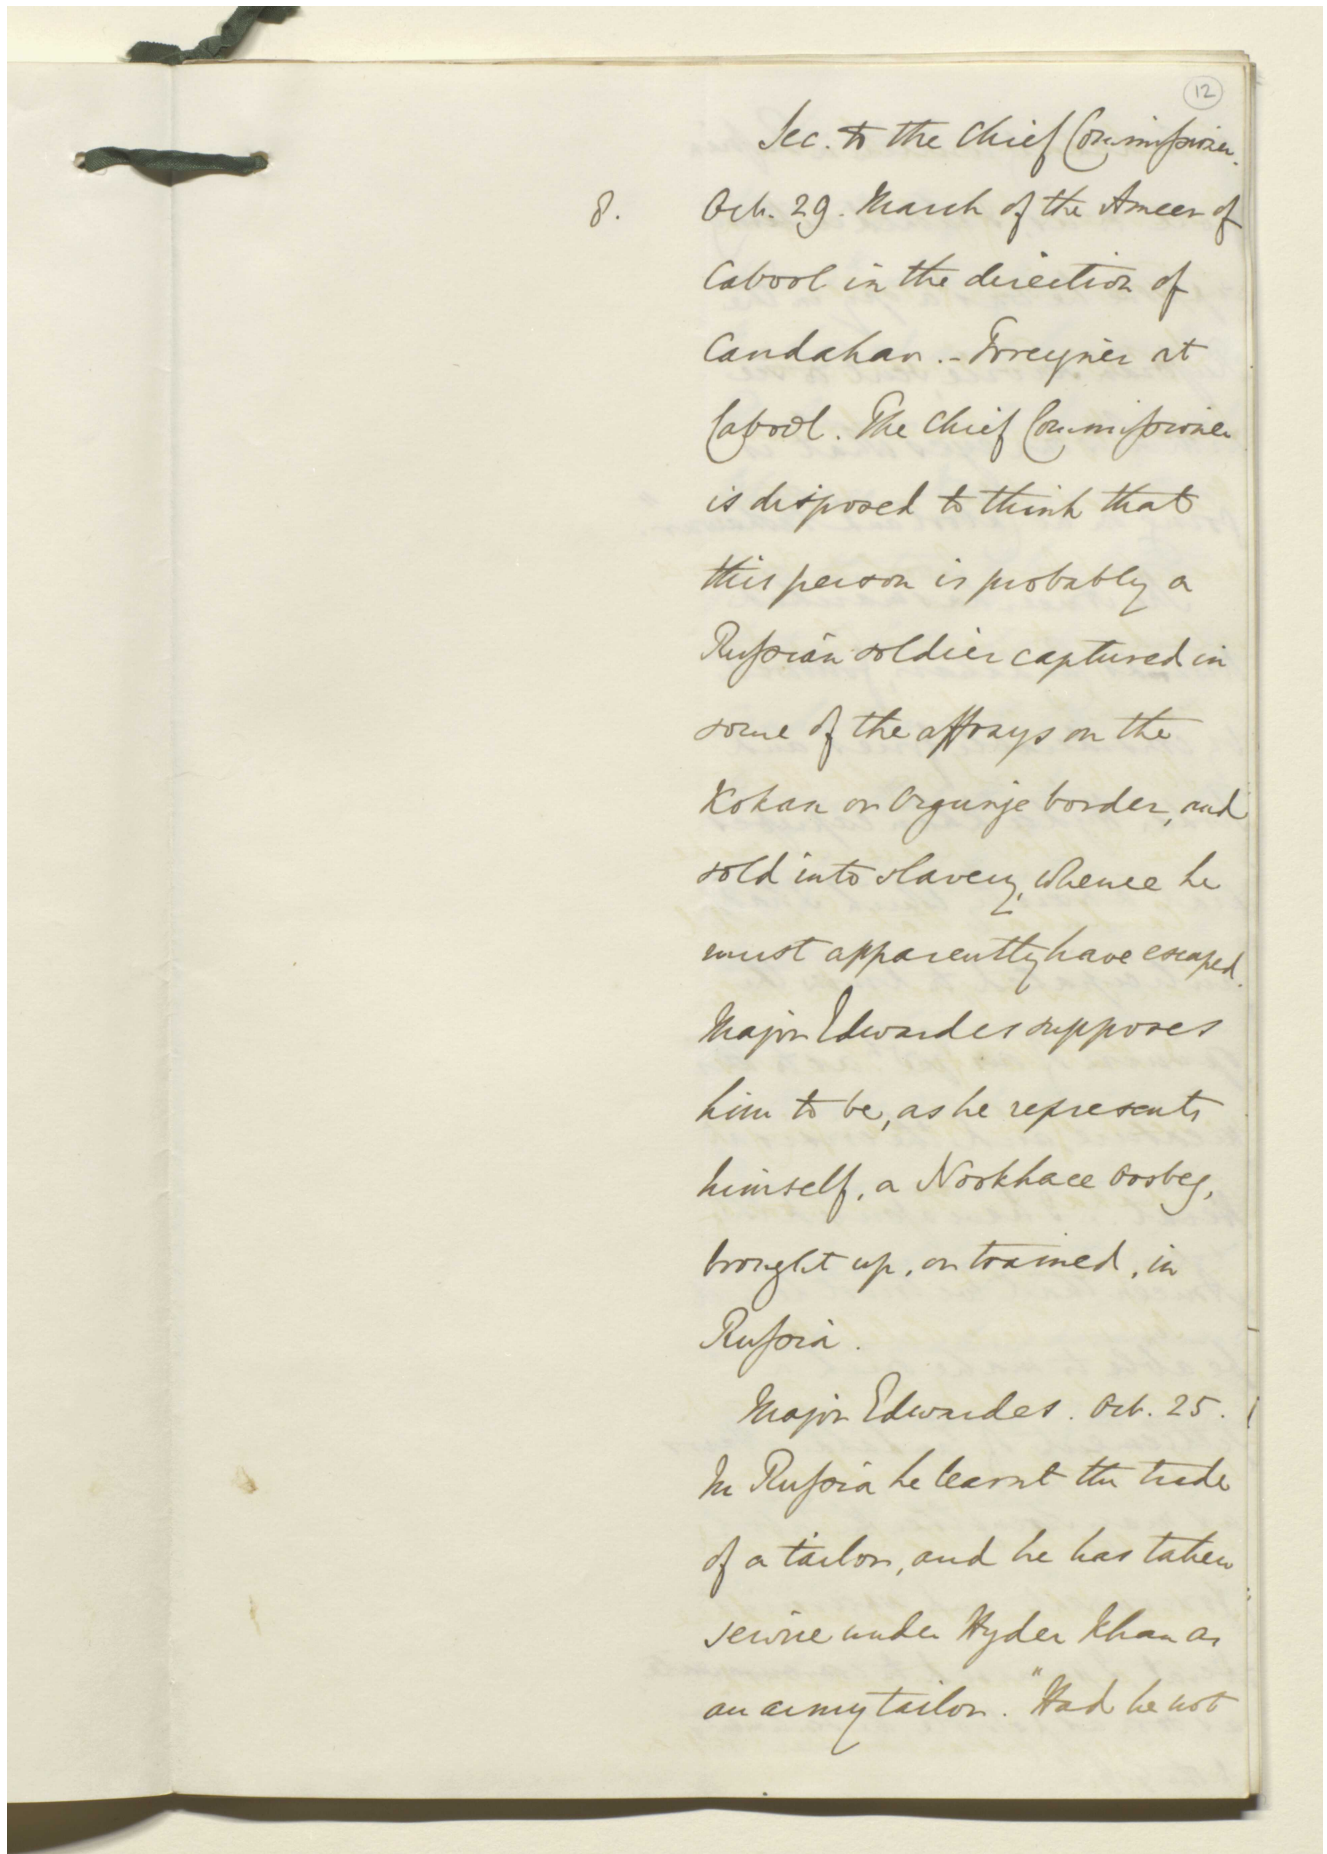 12
Sec. to the Chief Commissioner.
8. Oct. 29. March of the Ameer of
Cabool in the direction of
Candahar. - Foreigner at
Cabool. The Chief Commissioner
is disposed to think that
this person is probably a
Russian soldier captured in
some of the affrays on the
Kokan or Orgunje border, and
sold into slavery, whence he
must apparently have escaped.
Major Edwardes supposes
him to be, as he represents
himself, a Nookhaee Oosbeg,
brought up, or trained, in
Russia.
Major Edwardes. Oct. 25.
In Russia he learnt the trade
of a tailor, and he has taken
service under Hyder Khan as
an army tailor. "Had he not